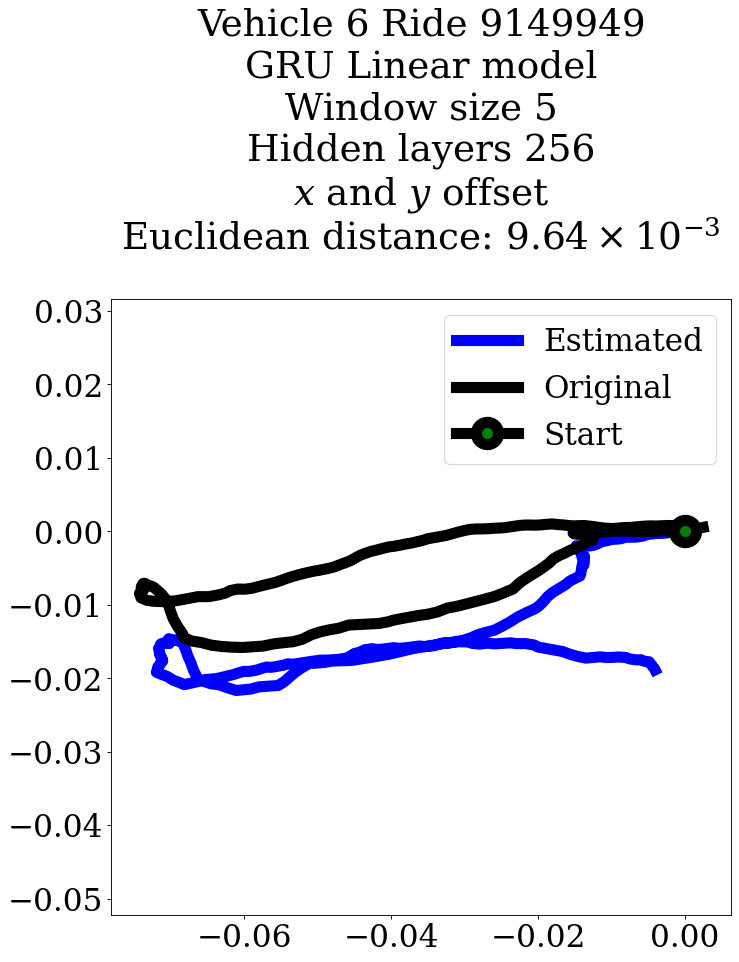 Vehicle 6 Ride 9149949
GRU Linear model
Window size 5
Hidden layers 256
x and y offset
Euclidean distance: 9.64 × 10⁻³
Estimated
Original
Start
0.03
0.02
0.01
0.00
−0.01
−0.02
−0.03
−0.04
−0.05
−0.06 −0.04 −0.02 0.00